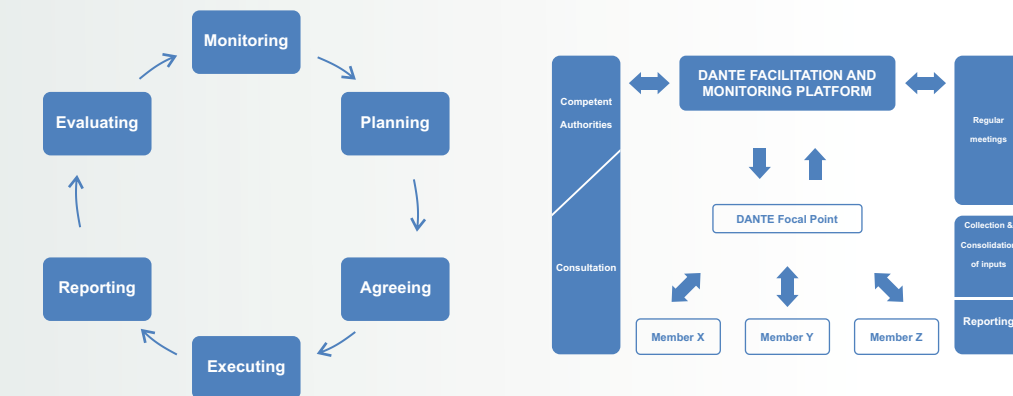 Monitoring
Planning
Agreeing
Executing
Reporting
Evaluating
Competent
Authorities
Consultation
DANTE FACILITATION AND
MONITORING PLATFORM
DANTE Focal Point
Member X
Member Y
Member Z
Regular
meetings
Collection &
Consolidation
of inputs
Reporting